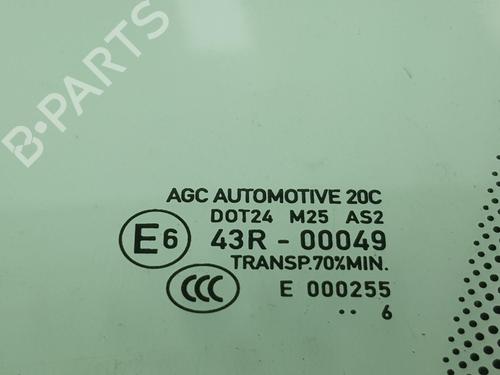 B-PARTS
AGC AUTOMOTIVE 20C
DOT24 M25 AS2
E6 43R - 00049
TRANSP.70%MIN.
CCC E 000255
.. 6